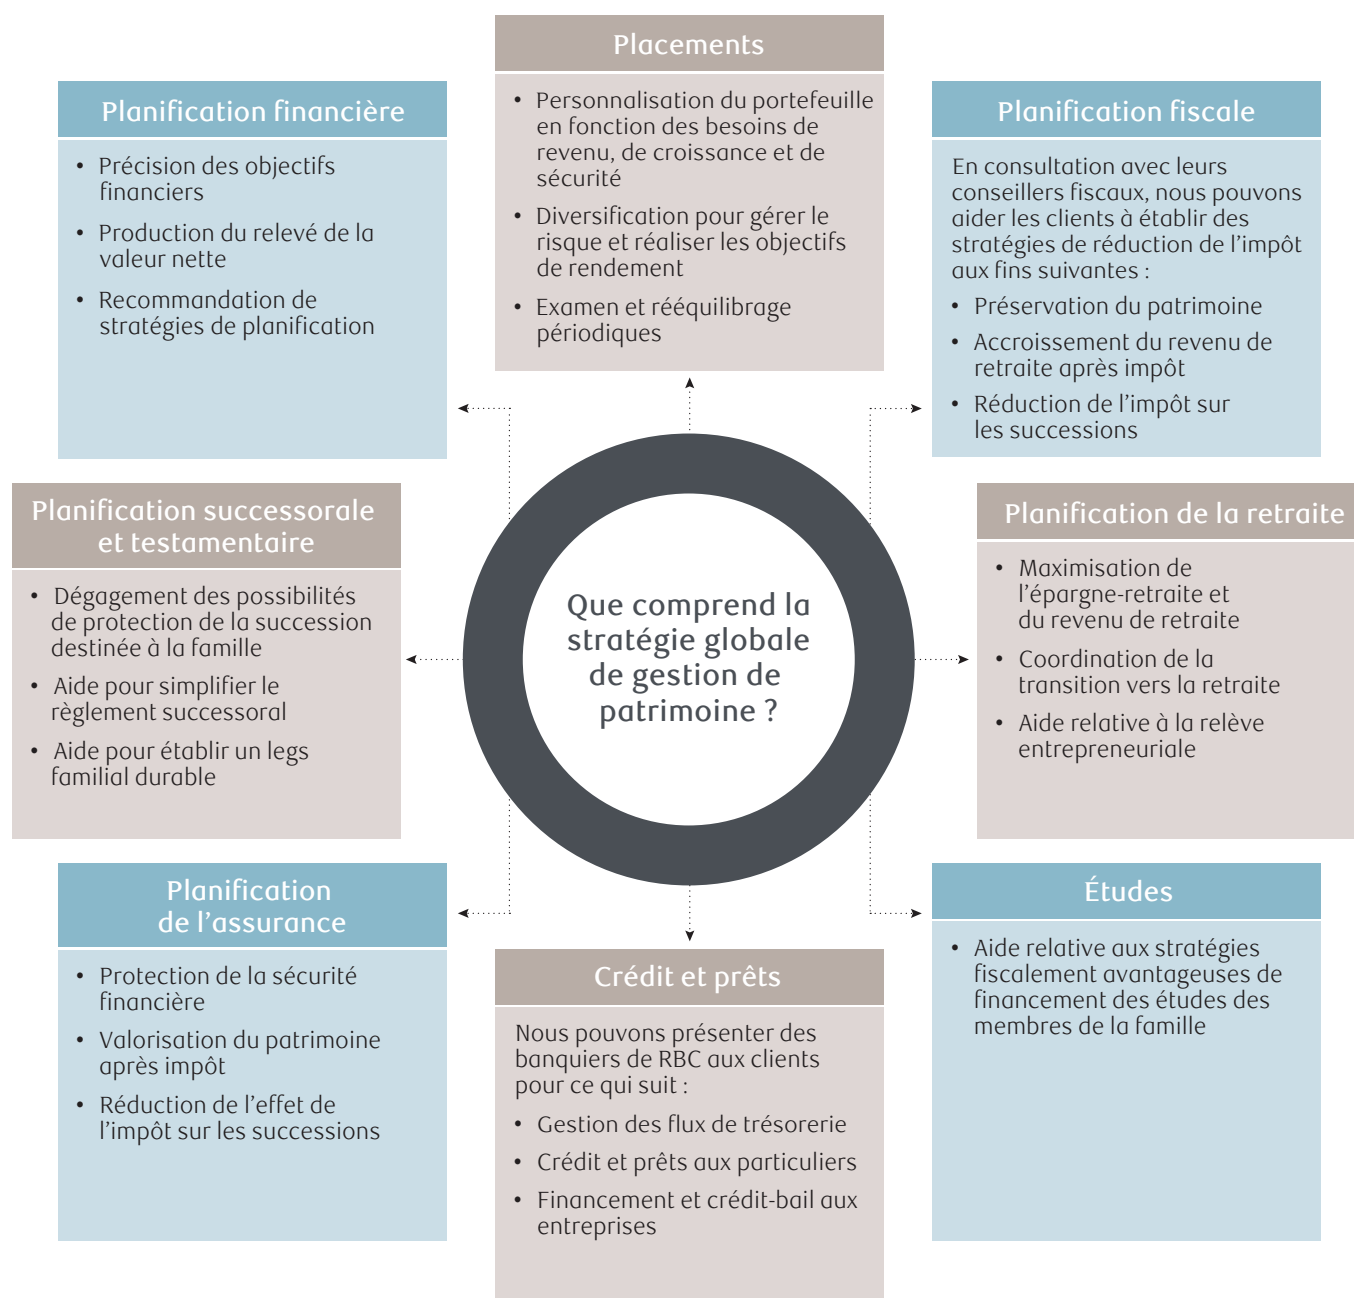 Placements
• Personnalisation du portefeuille
en fonction des besoins de
revenu, de croissance et de
sécurité
• Diversification pour gérer le
risque et réaliser les objectifs
de rendement
• Examen et rééquilibrage
périodiques
Planification financière
• Précision des objectifs
financiers
• Production du relevé de la
valeur nette
• Recommandation de
stratégies de planification
Planification fiscale
En consultation avec leurs
conseillers fiscaux, nous pouvons
aider les clients à établir des
stratégies de réduction de l’impôt
aux fins suivantes :
• Préservation du patrimoine
• Accroissement du revenu de
retraite après impôt
• Réduction de l’impôt sur
les successions
Planification successorale
et testamentaire
• Dégagement des possibilités
de protection de la succession
destinée à la famille
• Aide pour simplifier le
règlement successoral
• Aide pour établir un legs
familial durable
Que comprend la
stratégie globale
de gestion de
patrimoine ?
Planification de la retraite
• Maximisation de
l’épargne-retraite et
du revenu de retraite
• Coordination de la
transition vers la retraite
• Aide relative à la relève
entrepreneuriale
Planification
de l’assurance
• Protection de la sécurité
financière
• Valorisation du patrimoine
après impôt
• Réduction de l’effet de
l’impôt sur les successions
Crédit et prêts
Nous pouvons présenter des
banquiers de RBC aux clients
pour ce qui suit :
• Gestion des flux de trésorerie
• Crédit et prêts aux particuliers
• Financement et crédit-bail aux
entreprises
Études
• Aide relative aux stratégies
fiscalement avantageuses de
financement des études des
membres de la famille